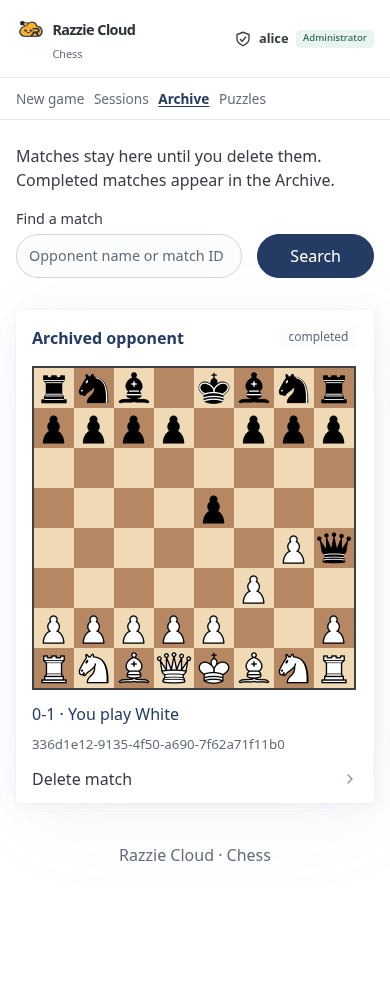 Razzie Cloud
Chess
alice
Administrator
New game Sessions Archive Puzzles
Matches stay here until you delete them.
Completed matches appear in the Archive.
Find a match
Opponent name or match ID
Search
Archived opponent
completed
0-1 · You play White
336d1e12-9135-4f50-a690-7f62a71f11b0
Delete match
Razzie Cloud · Chess